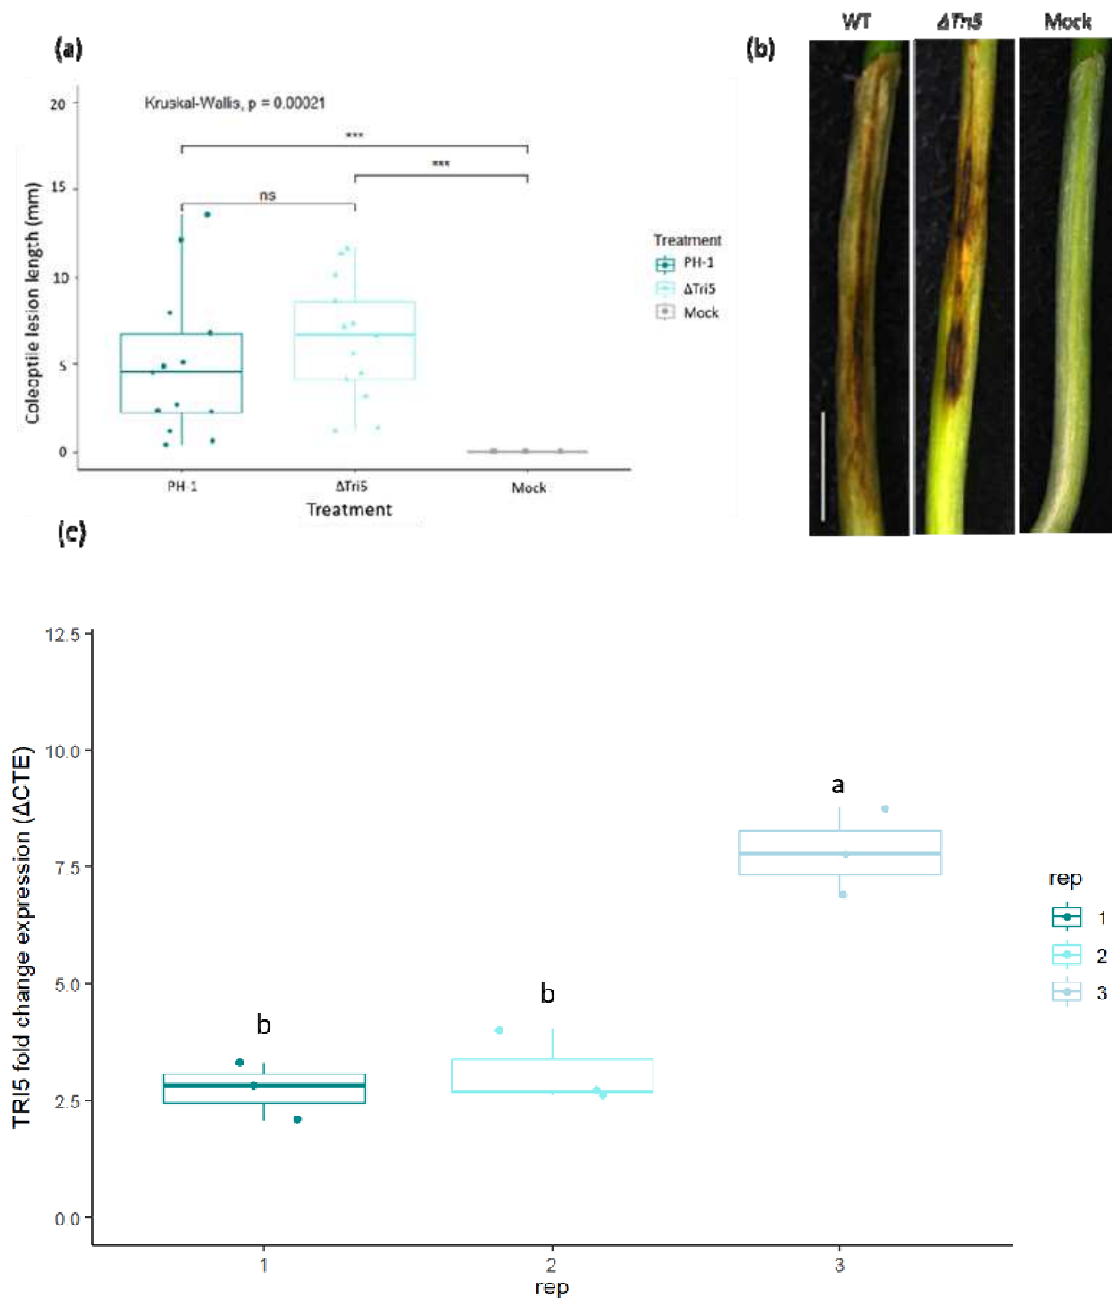 (a)
Kruskal-Wallis, p = 0.00021
***
***
ns
20
15
10
5
0
Coleoptile lesion length (mm)
PH-1
ΔTri5
Mock
Treatment
Treatment
PH-1
ΔTri5
Mock
(b)
WT
ΔTri5
Mock
(c)
12.5
10.0
7.5
5.0
2.5
0.0
TRI5 fold change expression (ΔCTE)
b
b
a
1
2
3
rep
rep
1
2
3